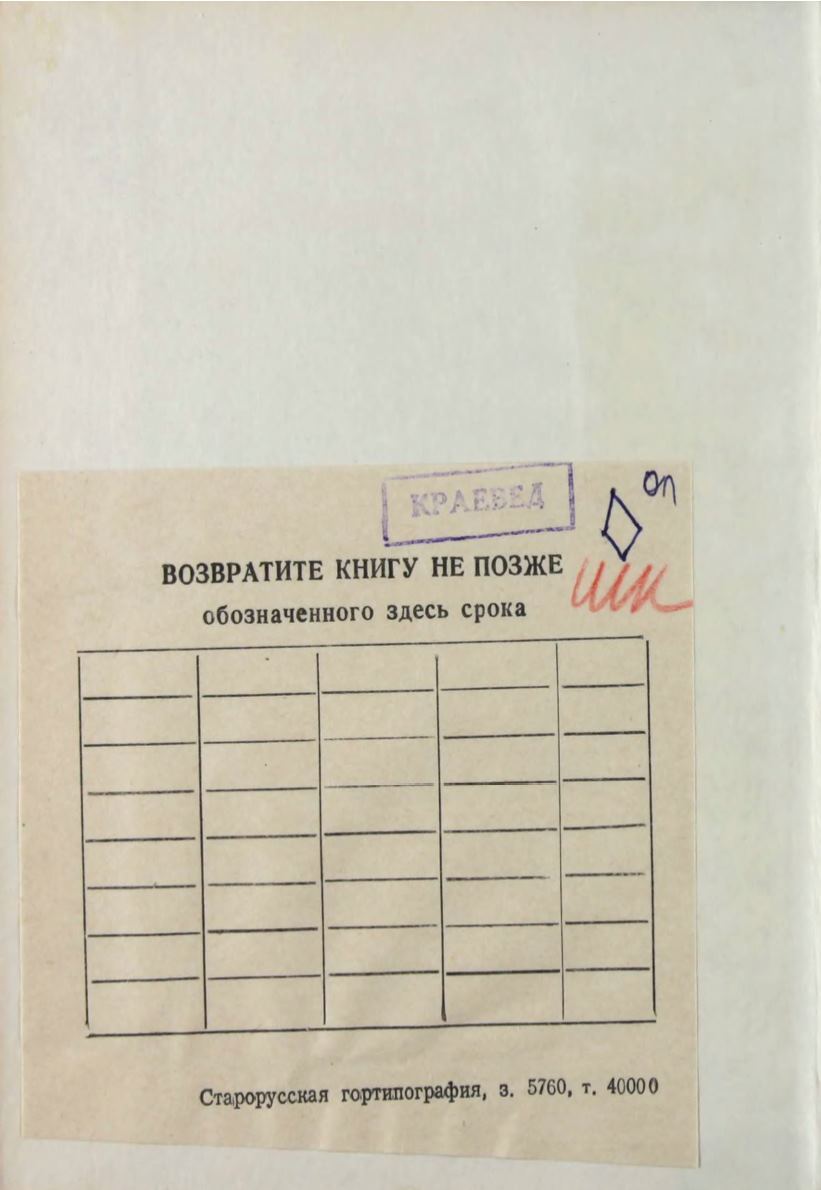 КРАЕВЕД
оп
ВОЗВРАТИТЕ КНИГУ НЕ ПОЗЖЕ
обозначенного здесь срока
Старорусская гортипография, з. 5760, т. 40000